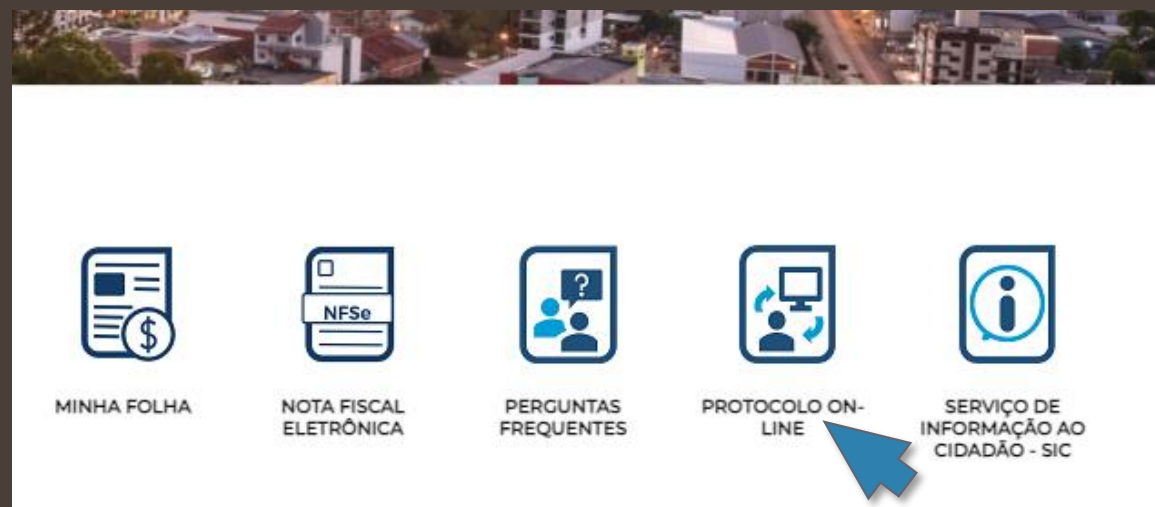 NFSe
?
$
MINHA FOLHA
NOTA FISCAL
ELETRÔNICA
PERGUNTAS
FREQUENTES
PROTOCOLO ON-
LINE
SERVIÇO DE
INFORMAÇÃO AO
CIDADÃO - SIC